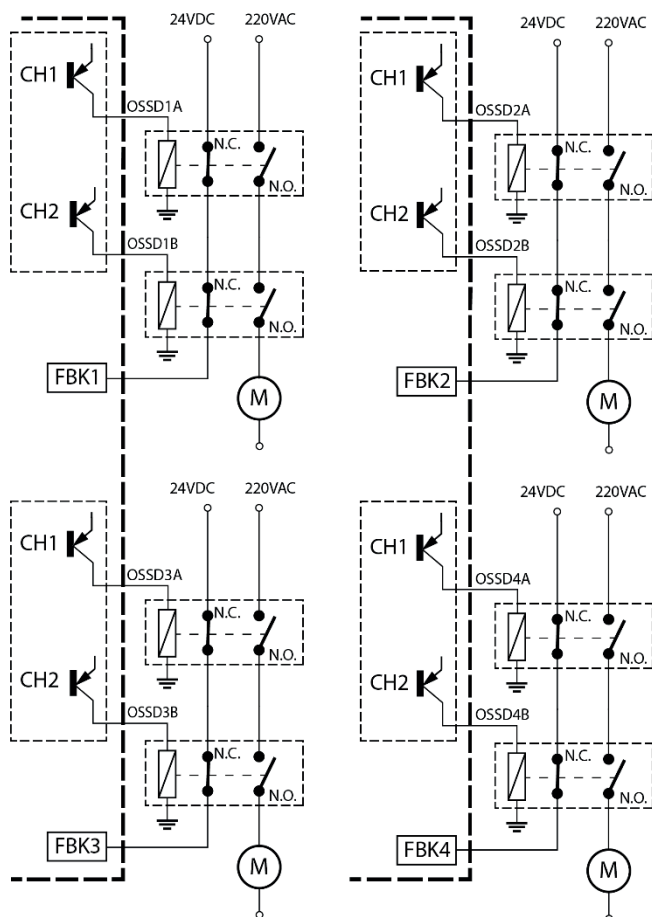 24VDC 220VAC
CH1
OSSD1A
N.C.
N.O.
CH2
OSSD1B
N.C.
N.O.
FBK1
M
24VDC 220VAC
CH1
OSSD2A
N.C.
N.O.
CH2
OSSD2B
N.C.
N.O.
FBK2
M
24VDC 220VAC
CH1
OSSD3A
N.C.
N.O.
CH2
OSSD3B
N.C.
N.O.
FBK3
M
24VDC 220VAC
CH1
OSSD4A
N.C.
N.O.
CH2
OSSD4B
N.C.
N.O.
FBK4
M